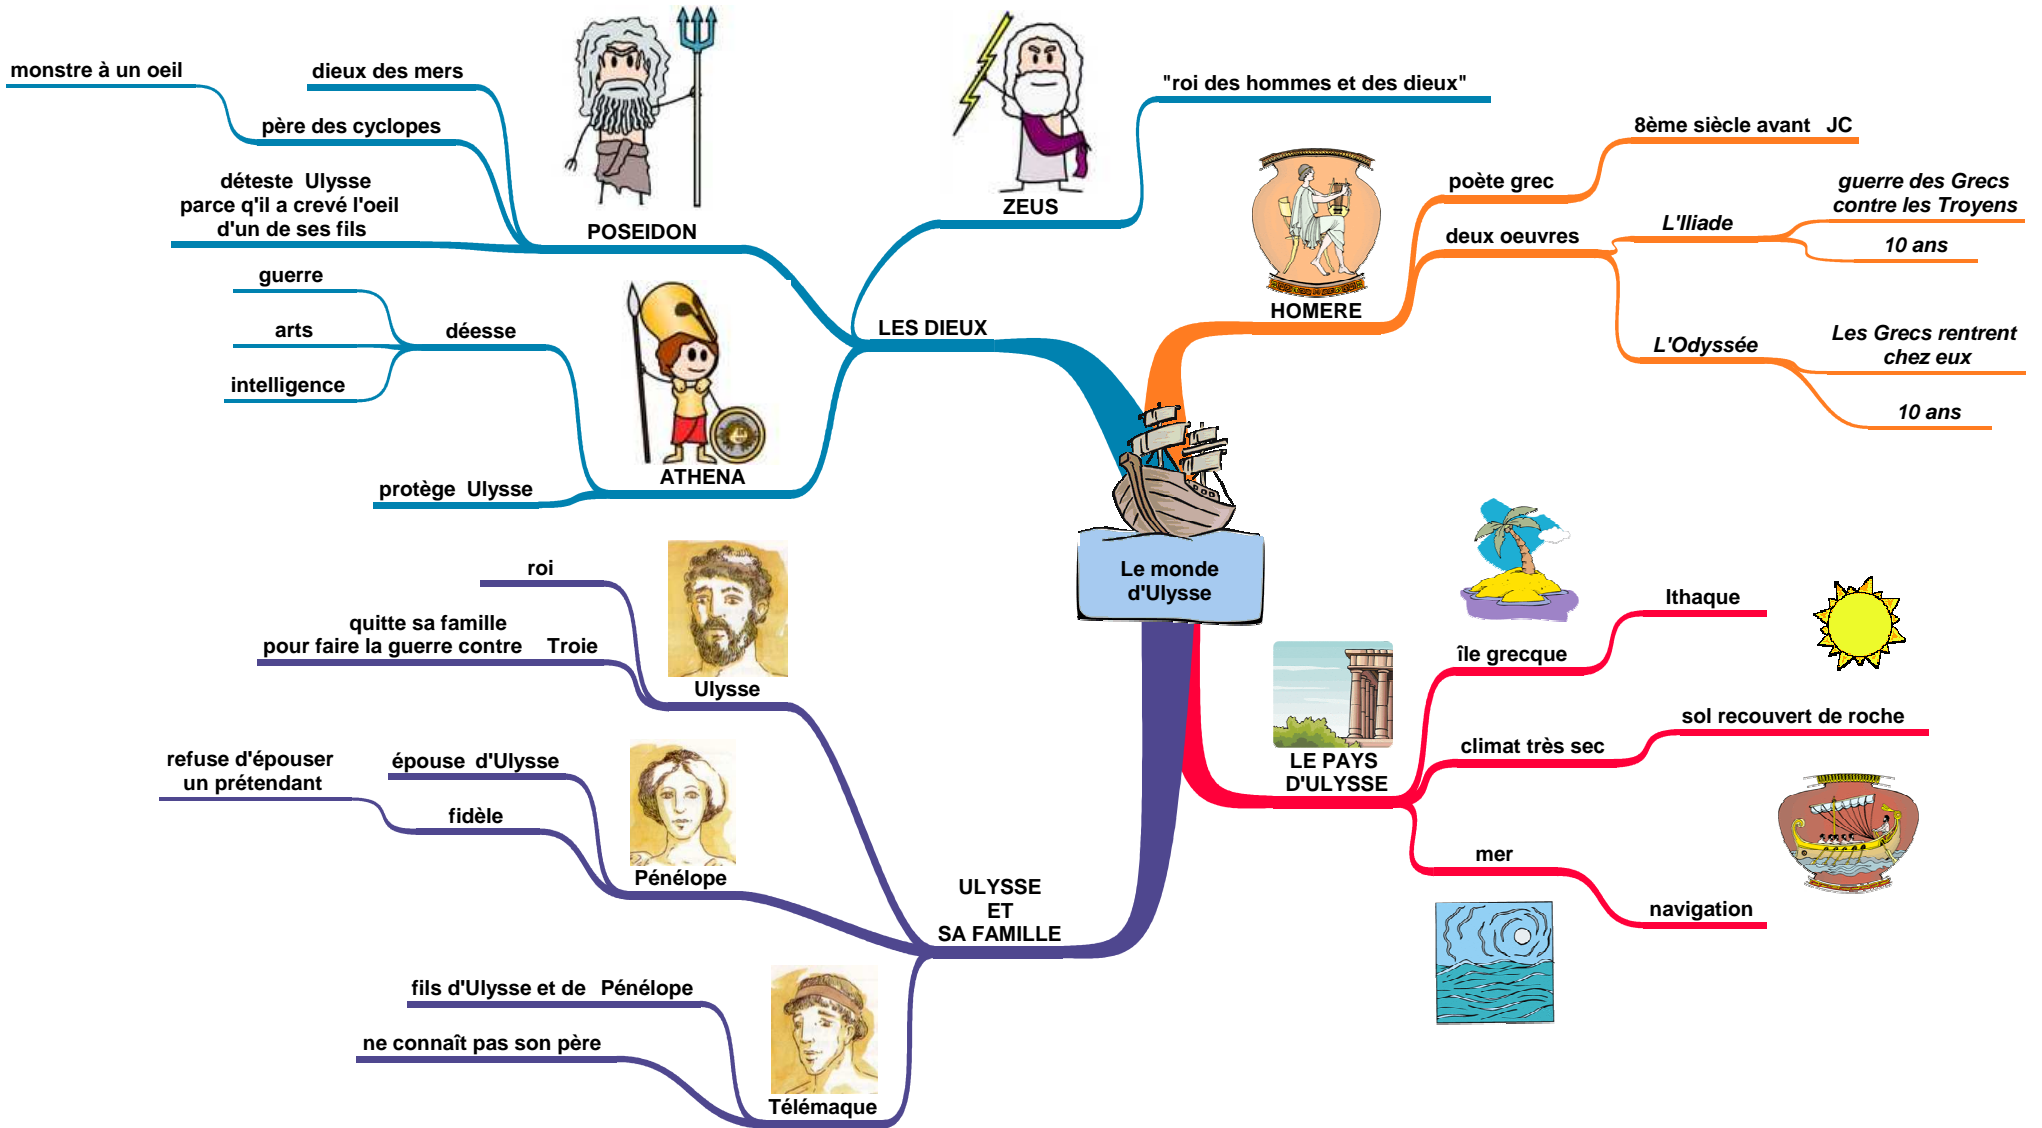 Le monde
d'Ulysse
LES DIEUX
POSEIDON
dieux des mers
père des cyclopes
monstre à un oeil
déteste Ulysse
parce q'il a crevé l'oeil
d'un de ses fils
ZEUS
"roi des hommes et des dieux"
ATHENA
déesse
guerre
arts
intelligence
protège Ulysse
HOMERE
poète grec
8ème siècle avant JC
deux oeuvres
L'Iliade
guerre des Grecs
contre les Troyens
10 ans
L'Odyssée
Les Grecs rentrent
chez eux
10 ans
LE PAYS
D'ULYSSE
île grecque
Ithaque
climat très sec
sol recouvert de roche
mer
navigation
ULYSSE
ET
SA FAMILLE
Ulysse
roi
quitte sa famille
pour faire la guerre contre Troie
Pénélope
épouse d'Ulysse
fidèle
refuse d'épouser
un prétendant
Télémaque
fils d'Ulysse et de Pénélope
ne connaît pas son père